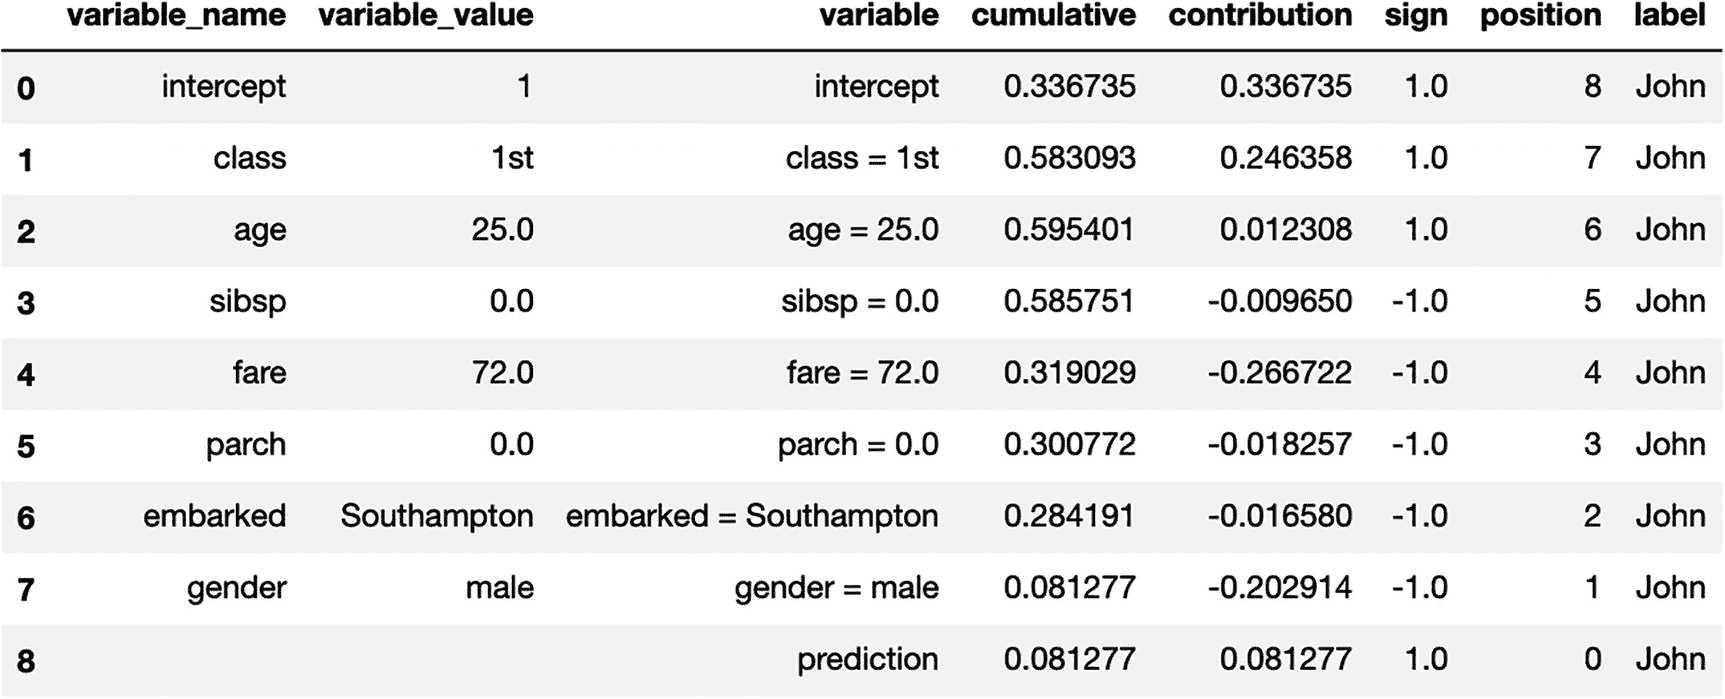 variable_name variable_value variable cumulative contribution sign position label
0 intercept 1 intercept 0.336735 0.336735 1.0 8 John
1 class 1st class = 1st 0.583093 0.246358 1.0 7 John
2 age 25.0 age = 25.0 0.595401 0.012308 1.0 6 John
3 sibsp 0.0 sibsp = 0.0 0.585751 -0.009650 -1.0 5 John
4 fare 72.0 fare = 72.0 0.319029 -0.266722 -1.0 4 John
5 parch 0.0 parch = 0.0 0.300772 -0.018257 -1.0 3 John
6 embarked Southampton embarked = Southampton 0.284191 -0.016580 -1.0 2 John
7 gender male gender = male 0.081277 -0.202914 -1.0 1 John
8 prediction 0.081277 0.081277 1.0 0 John